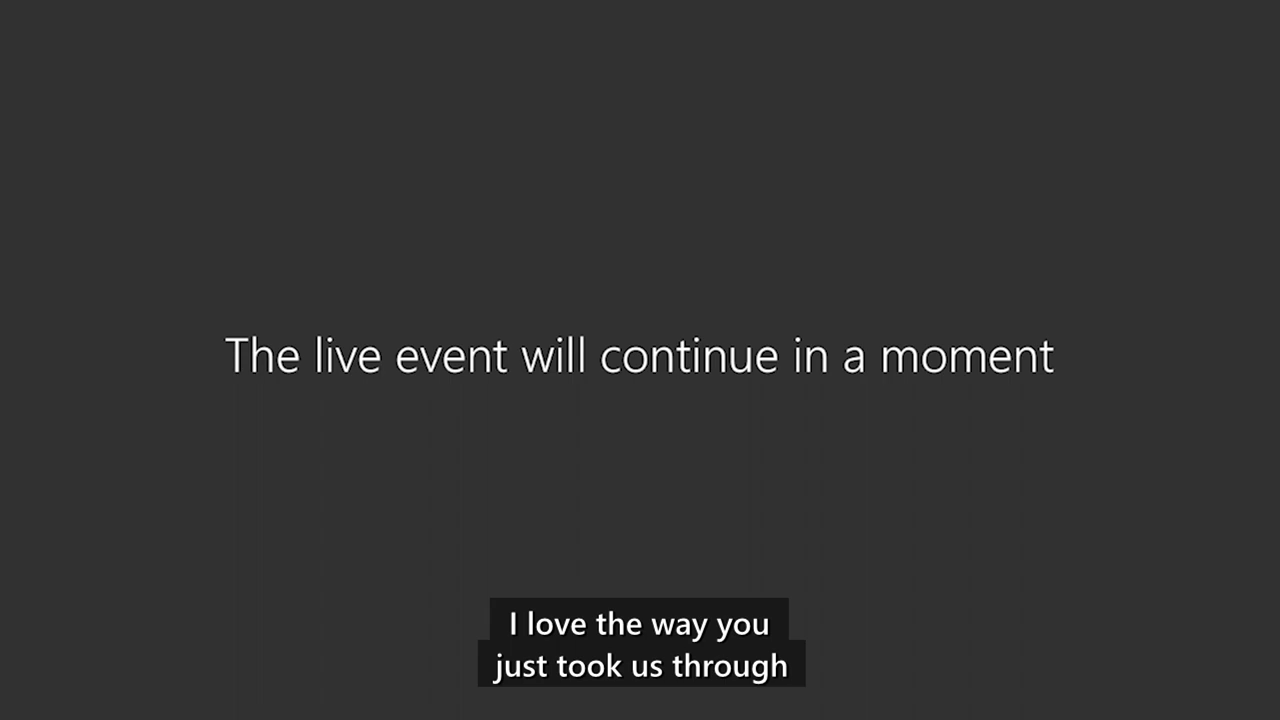 The live event will continue in a moment
I love the way you
just took us through